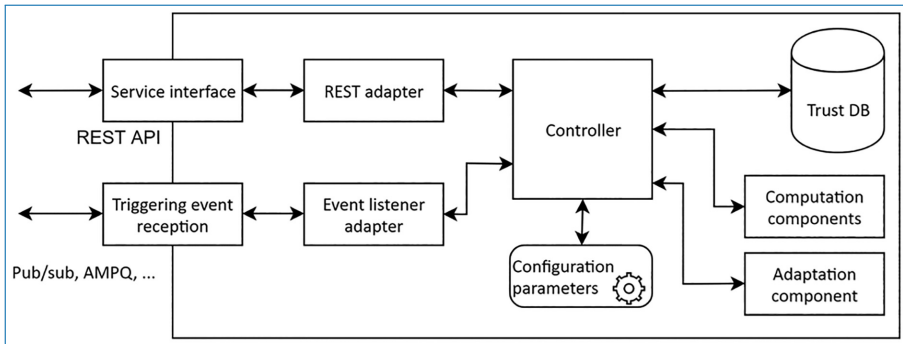 Service interface
REST adapter
Controller
Trust DB
REST API
Triggering event
reception
Event listener
adapter
Computation
components
Pub/sub, AMPQ, ...
Configuration
parameters
Adaptation
component